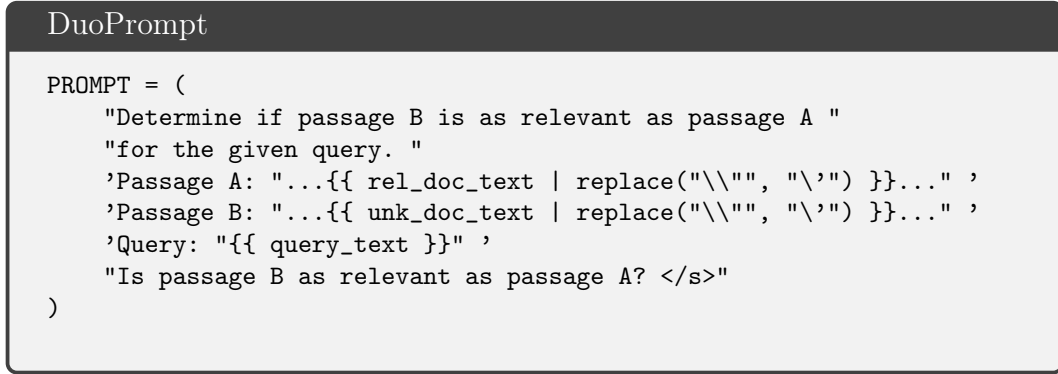 DuoPrompt
PROMPT = (
    "Determine if passage B is as relevant as passage A "
    "for the given query. "
    ’Passage A: "...{{ rel_doc_text | replace("\\"", "\’") }}..." ’
    ’Passage B: "...{{ unk_doc_text | replace("\\"", "\’") }}..." ’
    ’Query: "{{ query_text }}" ’
    "Is passage B as relevant as passage A? </s>"
)